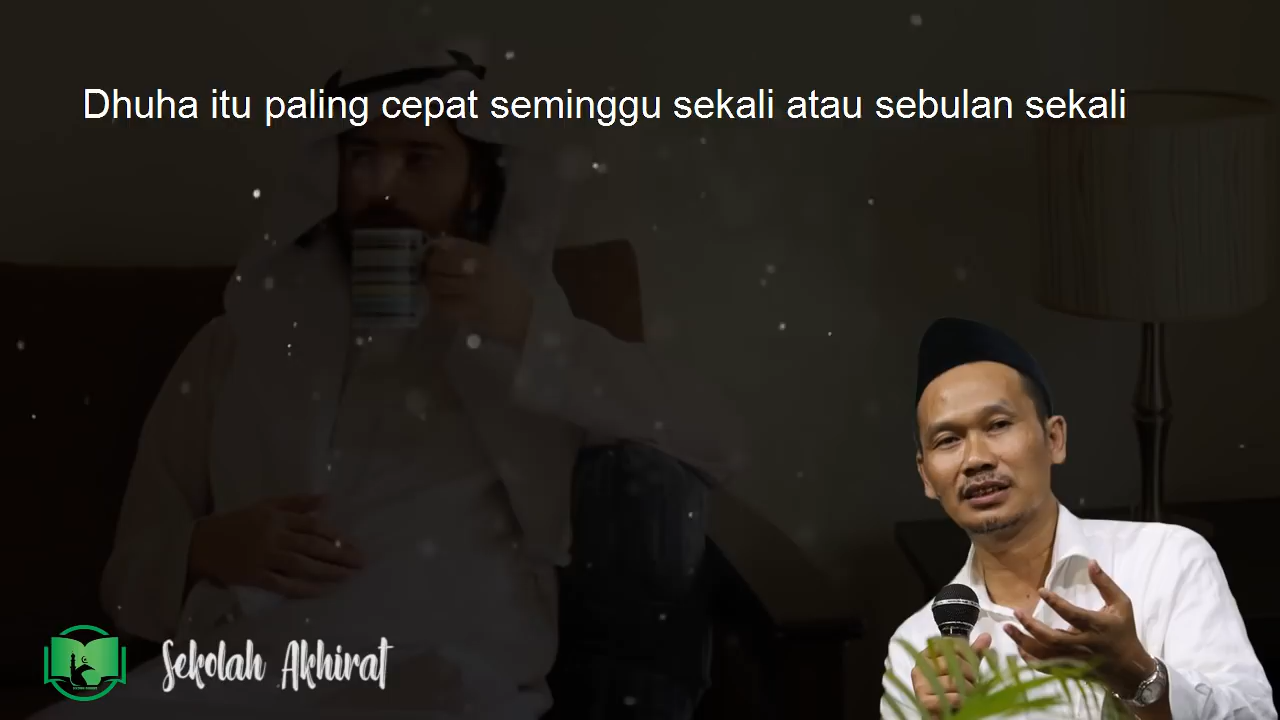 Dhuha itu paling cepat seminggu sekali atau sebulan sekali
Sekolah Akhirat